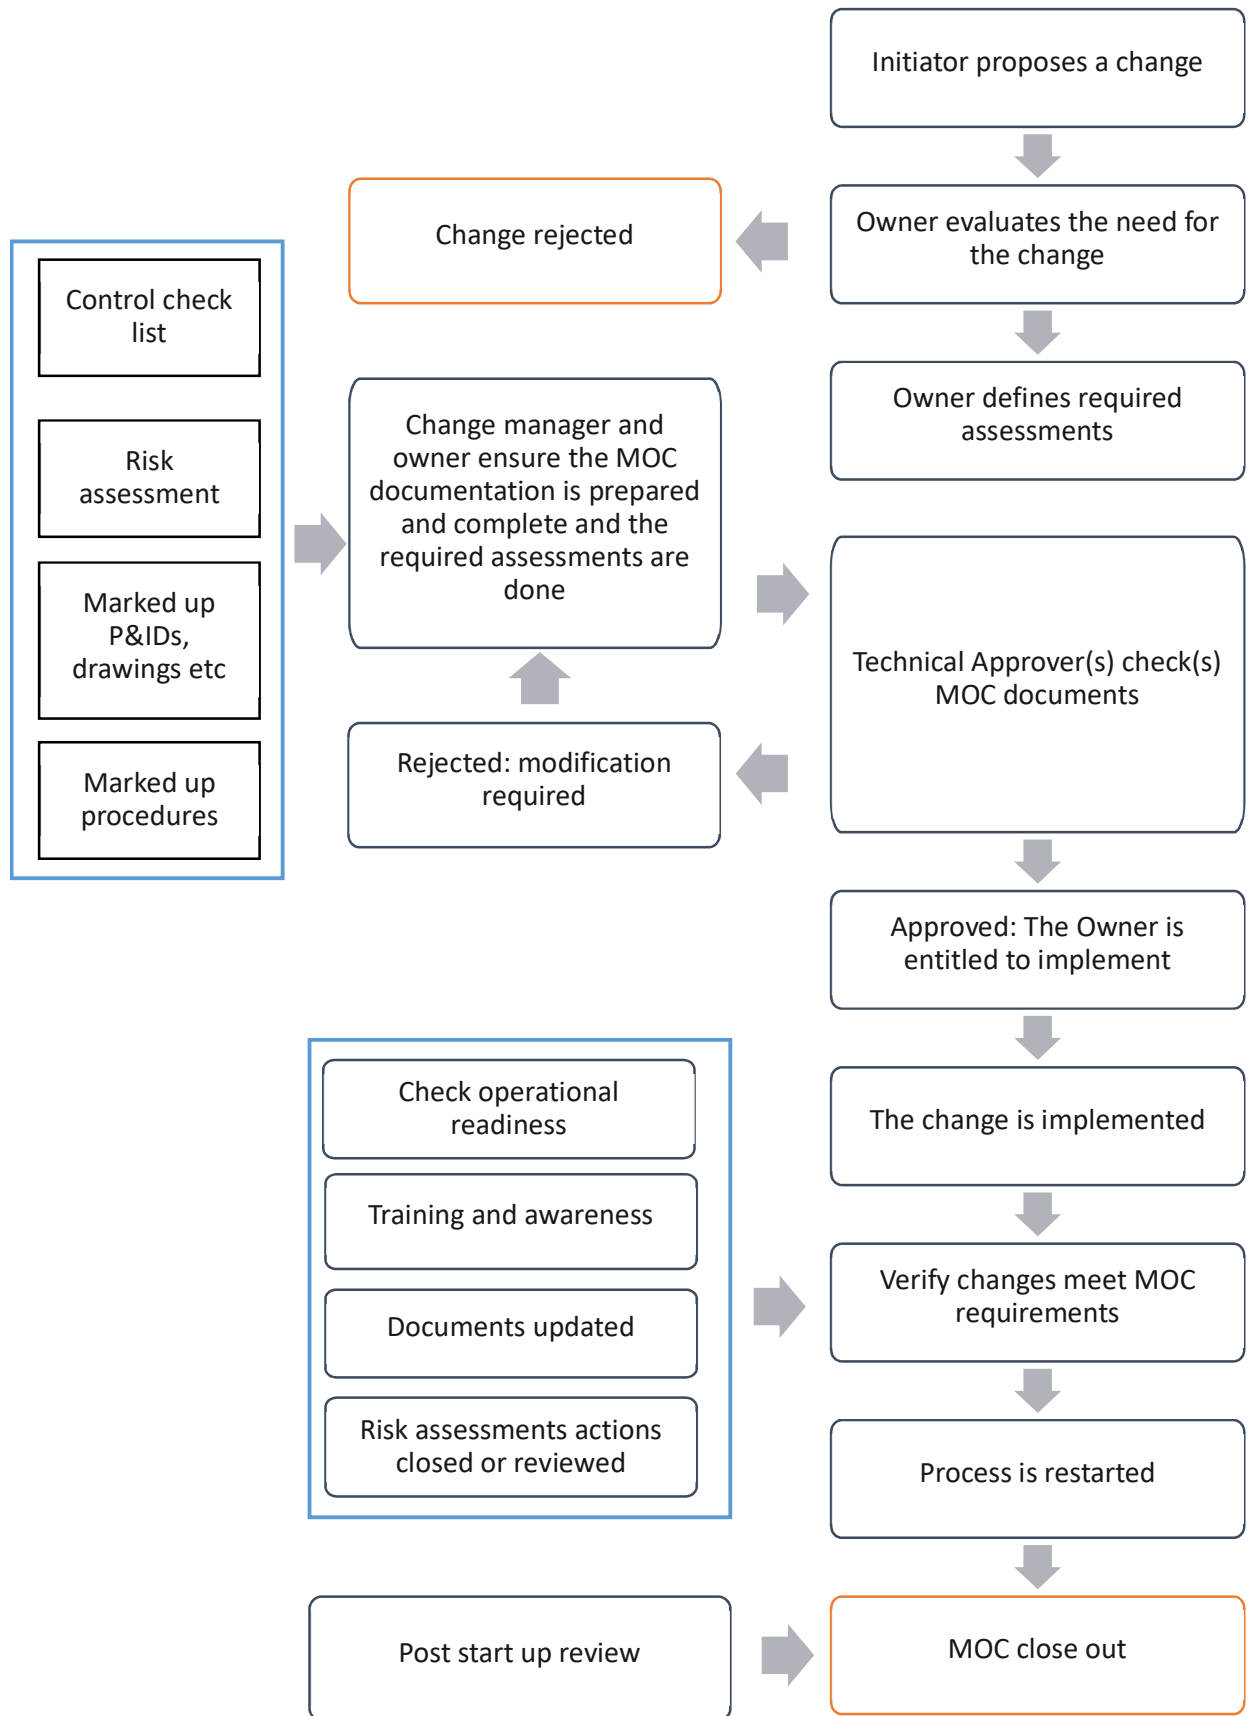 Initiator proposes a change
Owner evaluates the need for
the change
Change rejected
Owner defines required
assessments
Control check
list
Risk
assessment
Marked up
P&IDs,
drawings etc
Marked up
procedures
Change manager and
owner ensure the MOC
documentation is prepared
and complete and the
required assessments are
done
Technical Approver(s) check(s)
MOC documents
Rejected: modification
required
Approved: The Owner is
entitled to implement
The change is implemented
Check operational
readiness
Training and awareness
Documents updated
Risk assessments actions
closed or reviewed
Verify changes meet MOC
requirements
Process is restarted
Post start up review
MOC close out